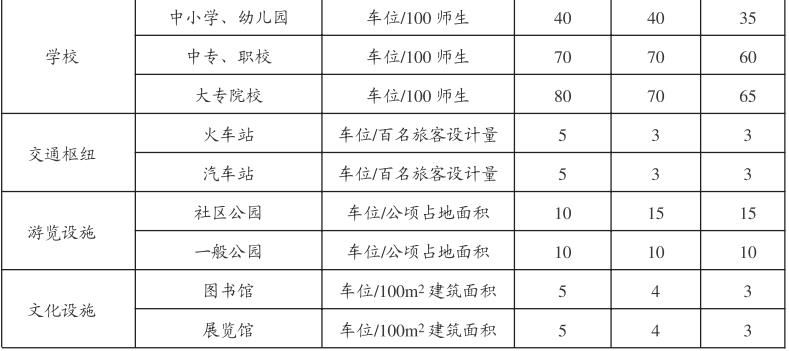 学校 中小学、幼儿园 车位/100 师生 40 40 35
中专、职校 车位/100 师生 70 70 60
大专院校 车位/100 师生 80 70 65
交通枢纽 火车站 车位/百名旅客设计量 5 3 3
汽车站 车位/百名旅客设计量 5 3 3
游览设施 社区公园 车位/公顷占地面积 10 15 15
一般公园 车位/公顷占地面积 10 10 10
文化设施 图书馆 车位/100m² 建筑面积 5 4 3
展览馆 车位/100m² 建筑面积 5 4 3